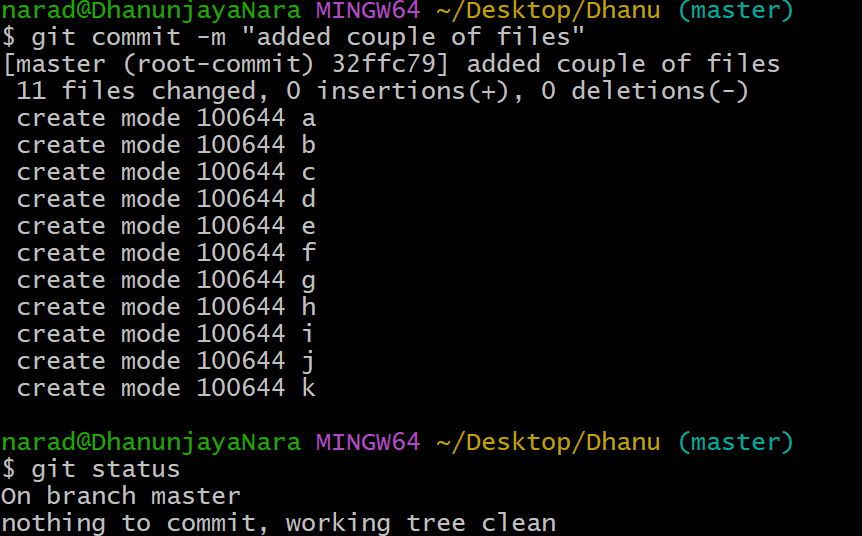 narad@DhanunjayaNara MINGW64 ~/Desktop/Dhanu (master)
$ git commit -m "added couple of files"
[master (root-commit) 32ffc79] added couple of files
 11 files changed, 0 insertions(+), 0 deletions(-)
 create mode 100644 a
 create mode 100644 b
 create mode 100644 c
 create mode 100644 d
 create mode 100644 e
 create mode 100644 f
 create mode 100644 g
 create mode 100644 h
 create mode 100644 i
 create mode 100644 j
 create mode 100644 k
narad@DhanunjayaNara MINGW64 ~/Desktop/Dhanu (master)
$ git status
On branch master
nothing to commit, working tree clean